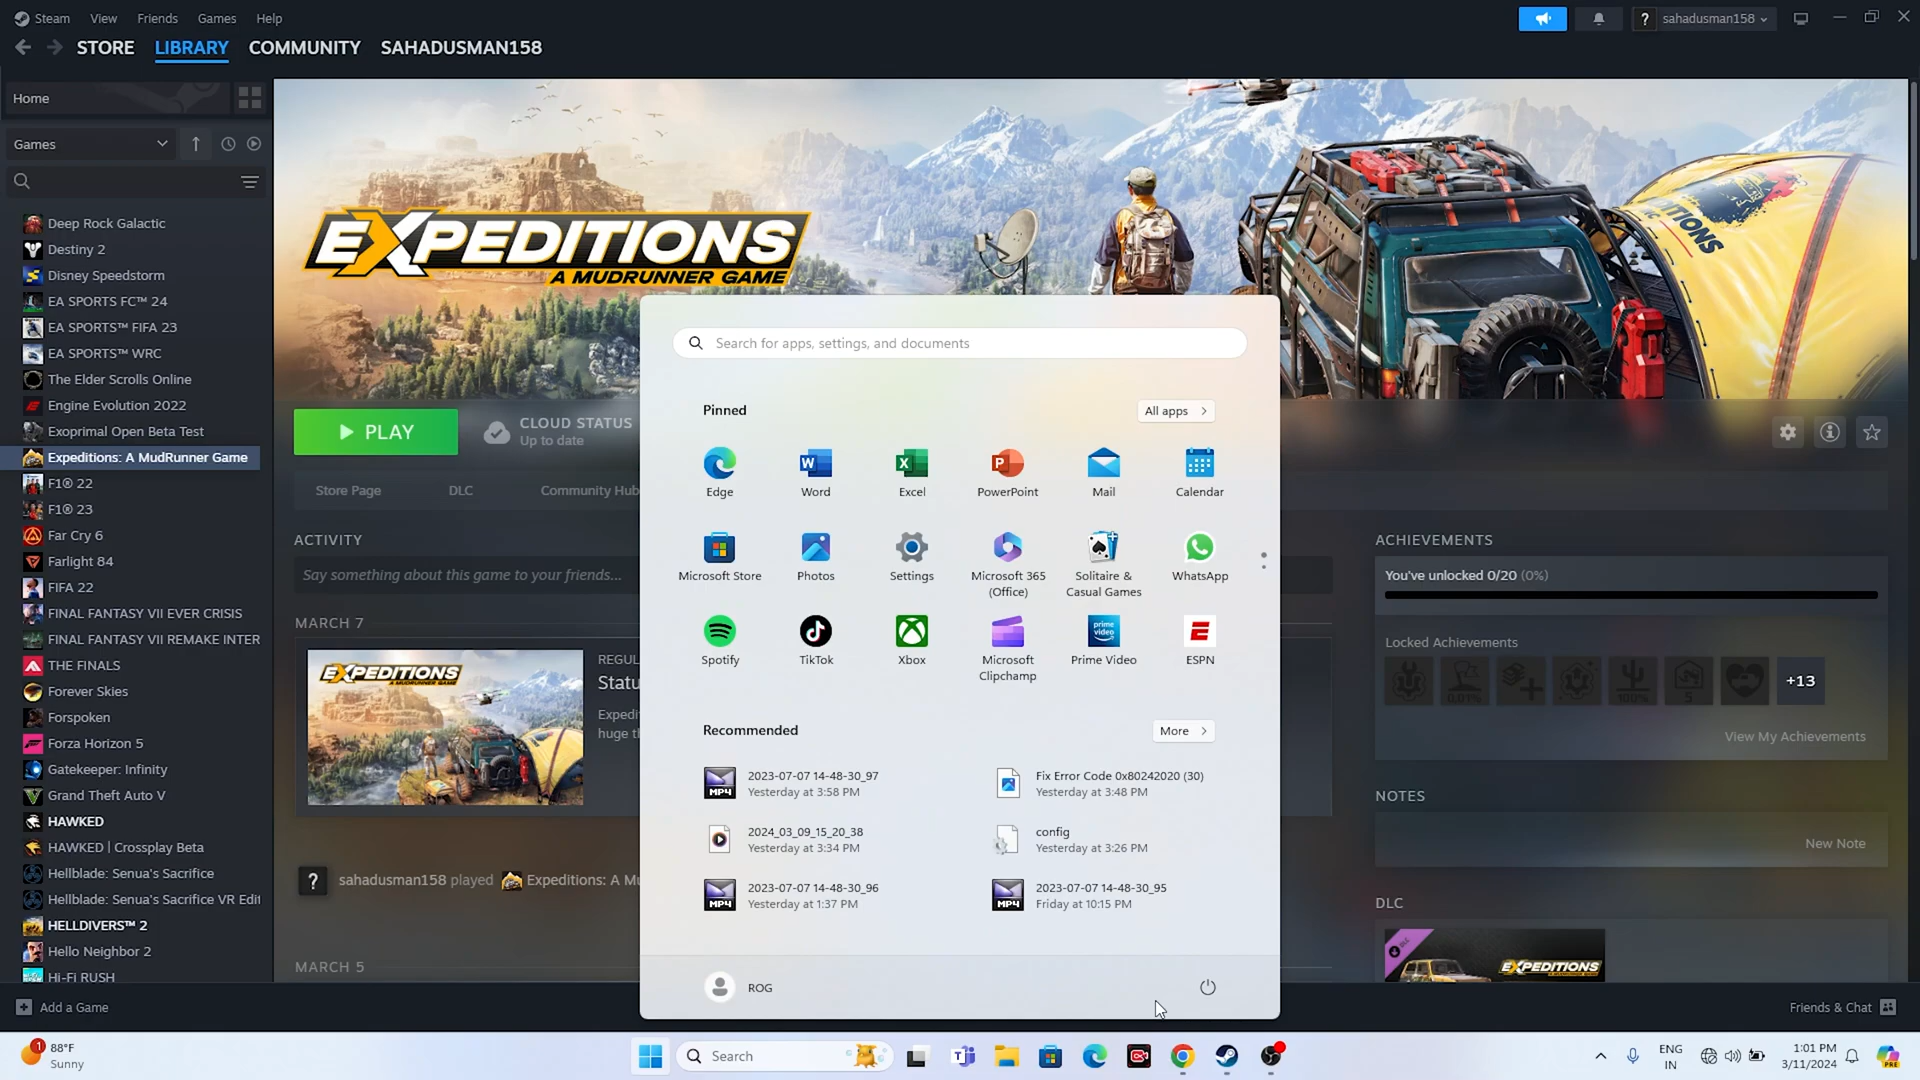 Steam View Friends Games Help
? sahadusman158
STORE LIBRARY COMMUNITY SAHADUSMAN158
Home
Games
Deep Rock Galactic
Destiny 2
Disney Speedstorm
EA SPORTS FC™ 24
EA SPORTS™ FIFA 23
EA SPORTS™ WRC
The Elder Scrolls Online
Engine Evolution 2022
Exoprimal Open Beta Test
Expeditions: A MudRunner Game
F1® 22
F1® 23
Far Cry 6
Farlight 84
FIFA 22
FINAL FANTASY VII EVER CRISIS
FINAL FANTASY VII REMAKE INTER
THE FINALS
Forever Skies
Forspoken
Forza Horizon 5
Gatekeeper: Infinity
Grand Theft Auto V
HAWKED
HAWKED | Crossplay Beta
Hellblade: Senua's Sacrifice
Hellblade: Senua's Sacrifice VR Edit
HELLDIVERS™ 2
Hello Neighbor 2
Hi-Fi RUSH
Add a Game
EXPEDITIONS
A MUDRUNNER GAME
PLAY
CLOUD STATUS
Up to date
Store Page DLC Community Hub
ACTIVITY
Say something about this game to your friends...
MARCH 7
EXPEDITIONS
REGUL
Statu
Expedi
huge th
? sahadusman158 played Expeditions: A Mu
MARCH 5
Search for apps, settings, and documents
Pinned
All apps
Edge Word Excel PowerPoint Mail Calendar
Microsoft Store Photos Settings Microsoft 365 (Office) Solitaire & Casual Games WhatsApp
Spotify TikTok Xbox Microsoft Clipchamp Prime Video ESPN
Recommended
More
2023-07-07 14-48-30_97
Yesterday at 3:58 PM
Fix Error Code 0x80242020 (30)
Yesterday at 3:48 PM
2024_03_09_15_20_38
Yesterday at 3:34 PM
config
Yesterday at 3:26 PM
2023-07-07 14-48-30_96
Yesterday at 1:37 PM
2023-07-07 14-48-30_95
Friday at 10:15 PM
ROG
ACHIEVEMENTS
You've unlocked 0/20 (0%)
Locked Achievements
+13
View My Achievements
NOTES
New Note
DLC
DLC
EXPEDITIONS
Friends & Chat
1
88°F
Sunny
Search
ENG
IN
1:01 PM
3/11/2024
PRE